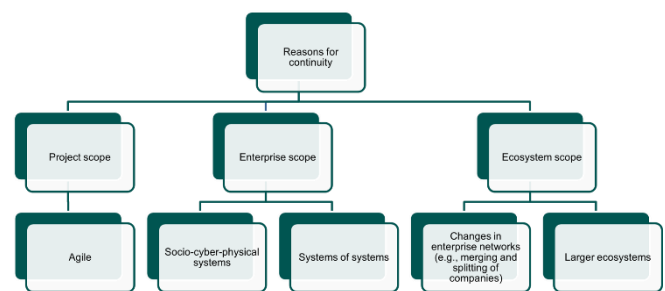 Reasons for
continuity
Project scope
Enterprise scope
Ecosystem scope
Agile
Socio-cyber-physical
systems
Systems of systems
Changes in
enterprise networks
(e.g., merging and
splitting of
companies)
Larger ecosystems